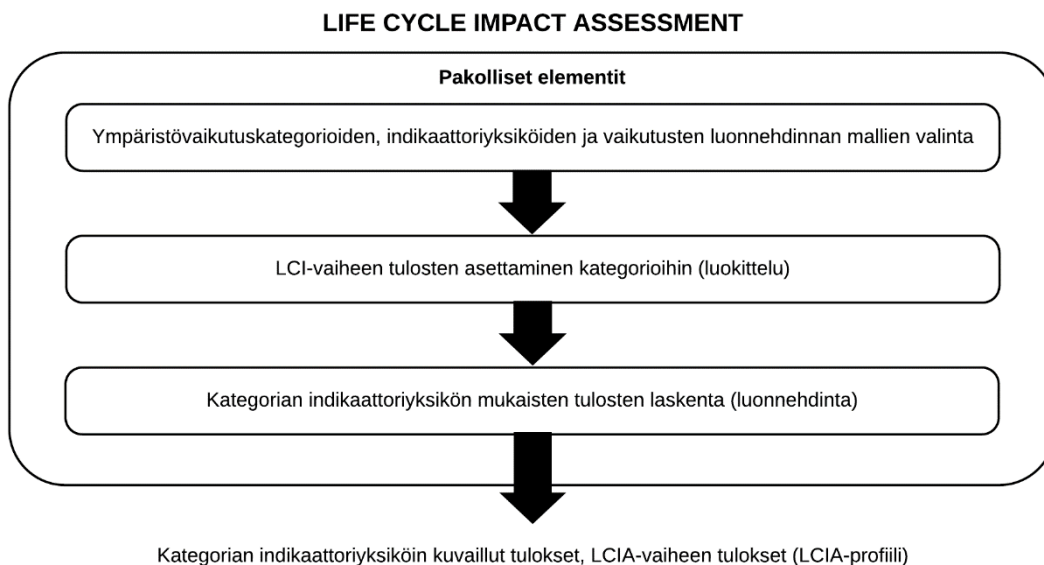 LIFE CYCLE IMPACT ASSESSMENT
Pakolliset elementit
Ympäristövaikutuskategorioiden, indikaattoriyksiköiden ja vaikutusten luonnehdinnan mallien valinta
LCI-vaiheen tulosten asettaminen kategorioihin (luokittelu)
Kategorian indikaattoriyksikön mukaisten tulosten laskenta (luonnehdinta)
Kategorian indikaattoriyksiköin kuvaillut tulokset, LCIA-vaiheen tulokset (LCIA-profiili)